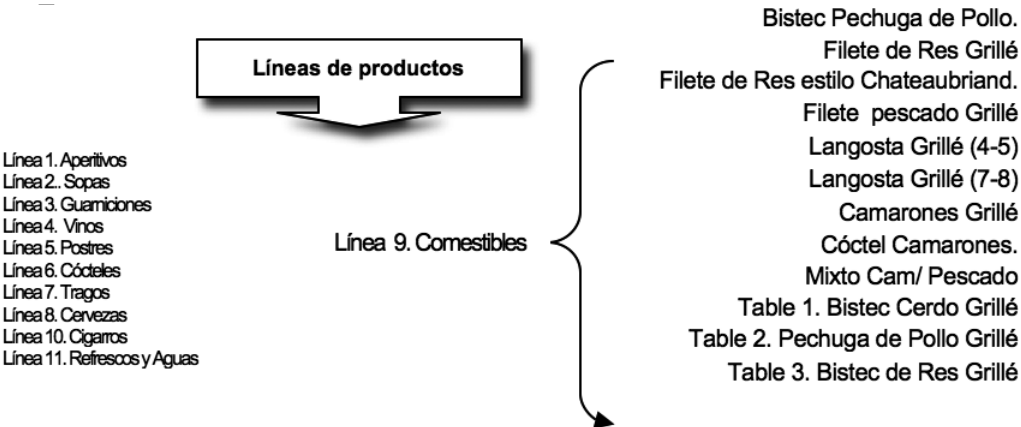 Líneas de productos
Línea 1. Aperitivos
Línea 2.. Sopas
Línea 3. Guarniciones
Línea 4. Vinos
Línea 5. Postres
Línea 6. Cócteles
Línea 7. Tragos
Línea 8. Cervezas
Línea 10. Cigarros
Línea 11. Refrescos y Aguas
Línea 9. Comestibles
Bistec Pechuga de Pollo.
Filete de Res Grillé
Filete de Res estilo Chateaubriand.
Filete pescado Grillé
Langosta Grillé (4-5)
Langosta Grillé (7-8)
Camarones Grillé
Cóctel Camarones.
Mixto Cam/ Pescado
Table 1. Bistec Cerdo Grillé
Table 2. Pechuga de Pollo Grillé
Table 3. Bistec de Res Grillé